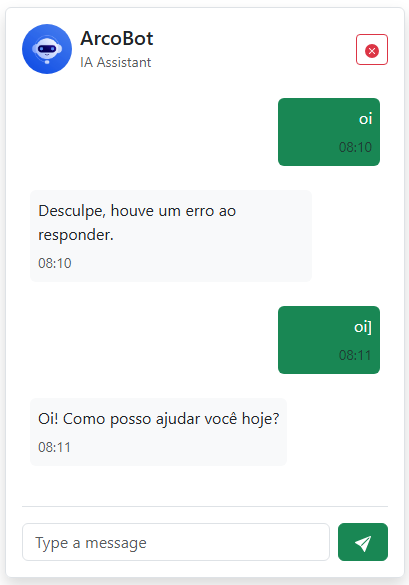 ArcoBot
IA Assistant
oi
08:10
Desculpe, houve um erro ao
responder.
08:10
oi]
08:11
Oi! Como posso ajudar você hoje?
08:11
Type a message